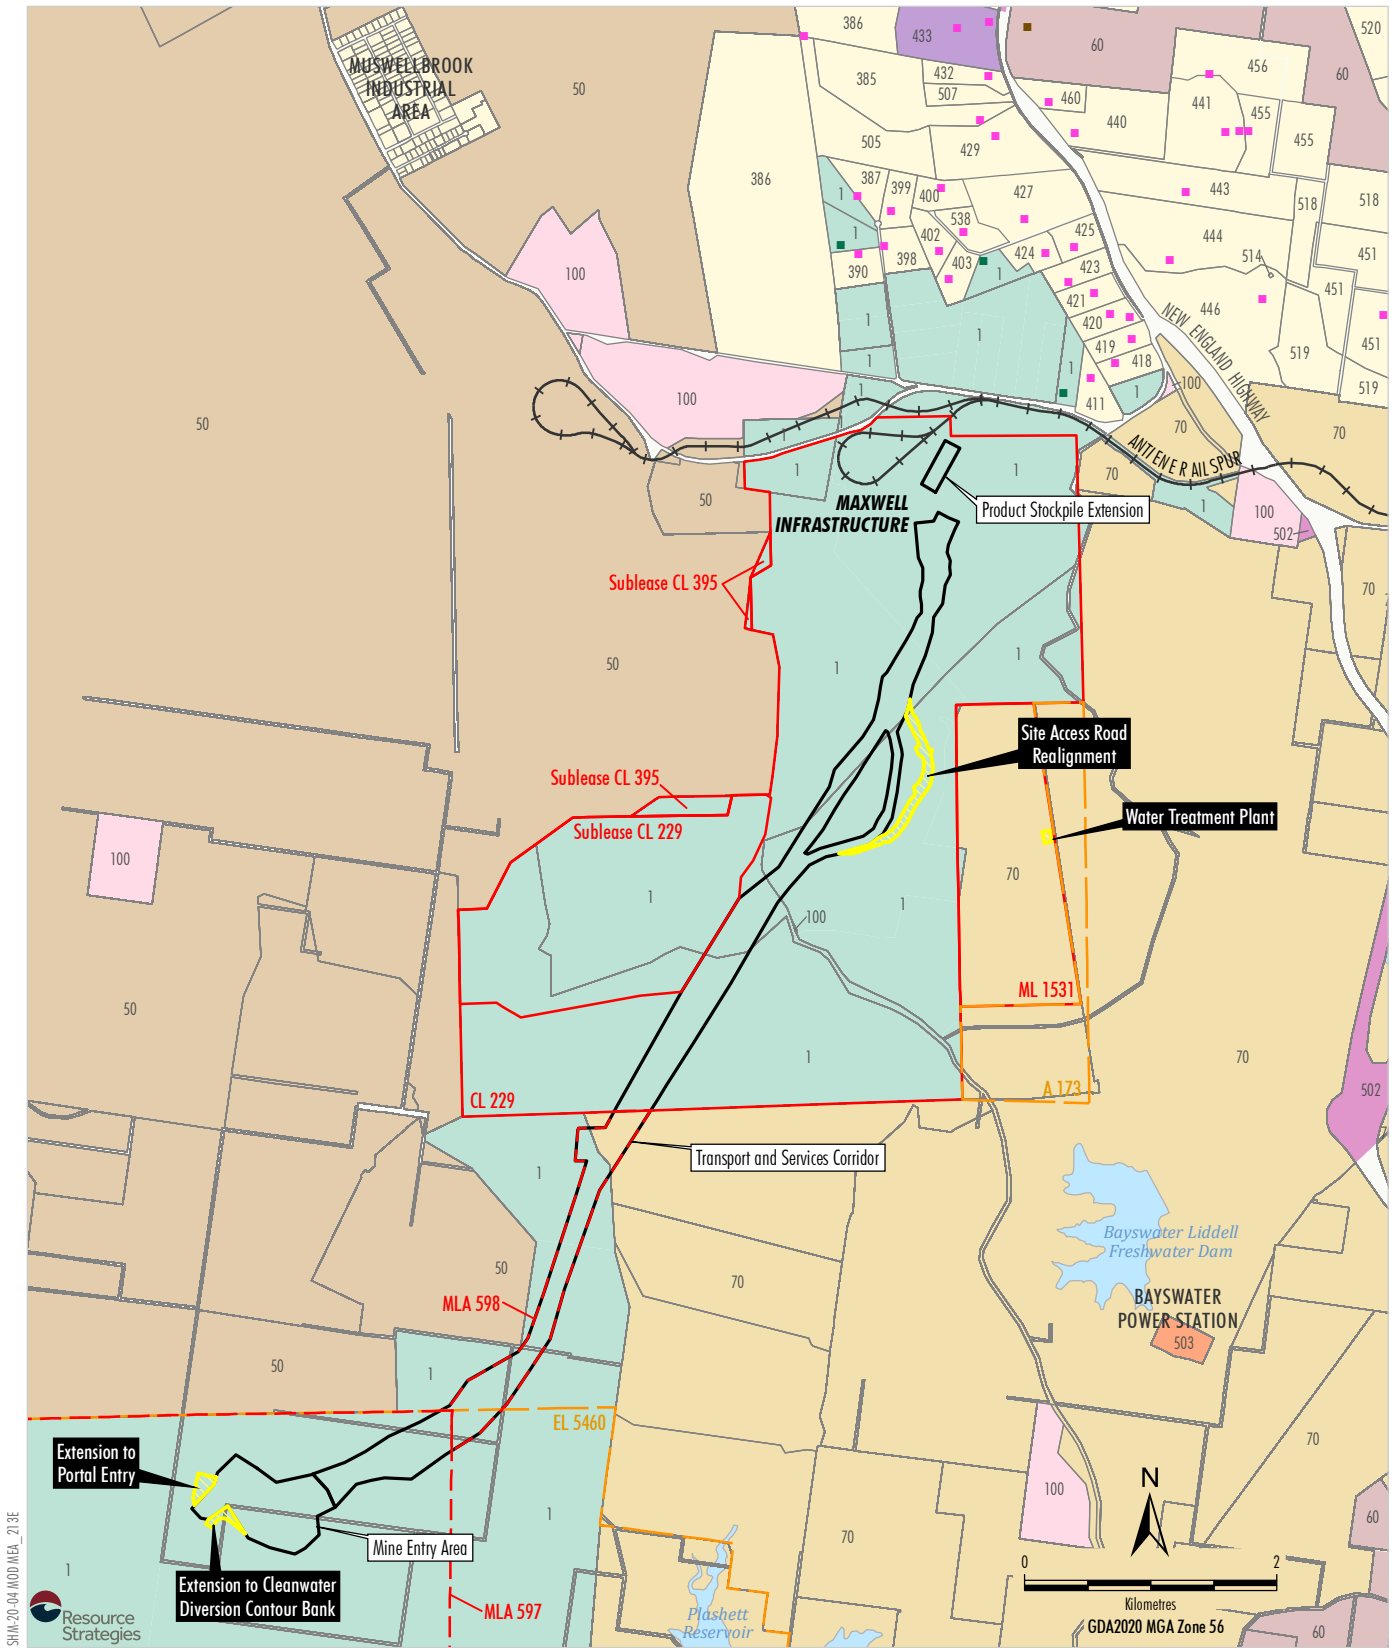 386
433
60
520
MUSWELLBROOK
INDUSTRIAL
AREA
50
385
432
507
460
456
60
441
455
440
455
505
429
386
387
399
400
427
443
518
518
1
538
425
444
514
451
1
402
424
390
398
403
1
423
451
100
421
446
420
NEW ENGLAND HIGHWAY
1
1
419
519
451
1
418
1
100
519
100
1
1
411
50
70
70
1
ANTIENE RAIL SPUR
1
1
70
50
MAXWELL
INFRASTRUCTURE
Product Stockpile Extension
1
100
502
Sublease CL 395
70
50
1
1
Site Access Road
Realignment
Sublease CL 395
Water Treatment Plant
Sublease CL 229
100
70
1
1
100
ML 1531
50
1
70
A 173
CL 229
502
Transport and Services Corridor
1
Bayswater Liddell
Freshwater Dam
50
70
MLA 598
BAYSWATER
POWER STATION
503
50
1
EL 5460
70
Extension to
Portal Entry
N
100
1
60
70
Mine Entry Area
0
2
1
Extension to Cleanwater
Diversion Contour Bank
MLA 597
Kilometres
GDA2020 MGA Zone 56
Plashett
Reservoir
60
Resource
Strategies
SHM-20-04 MOD MEA_213E